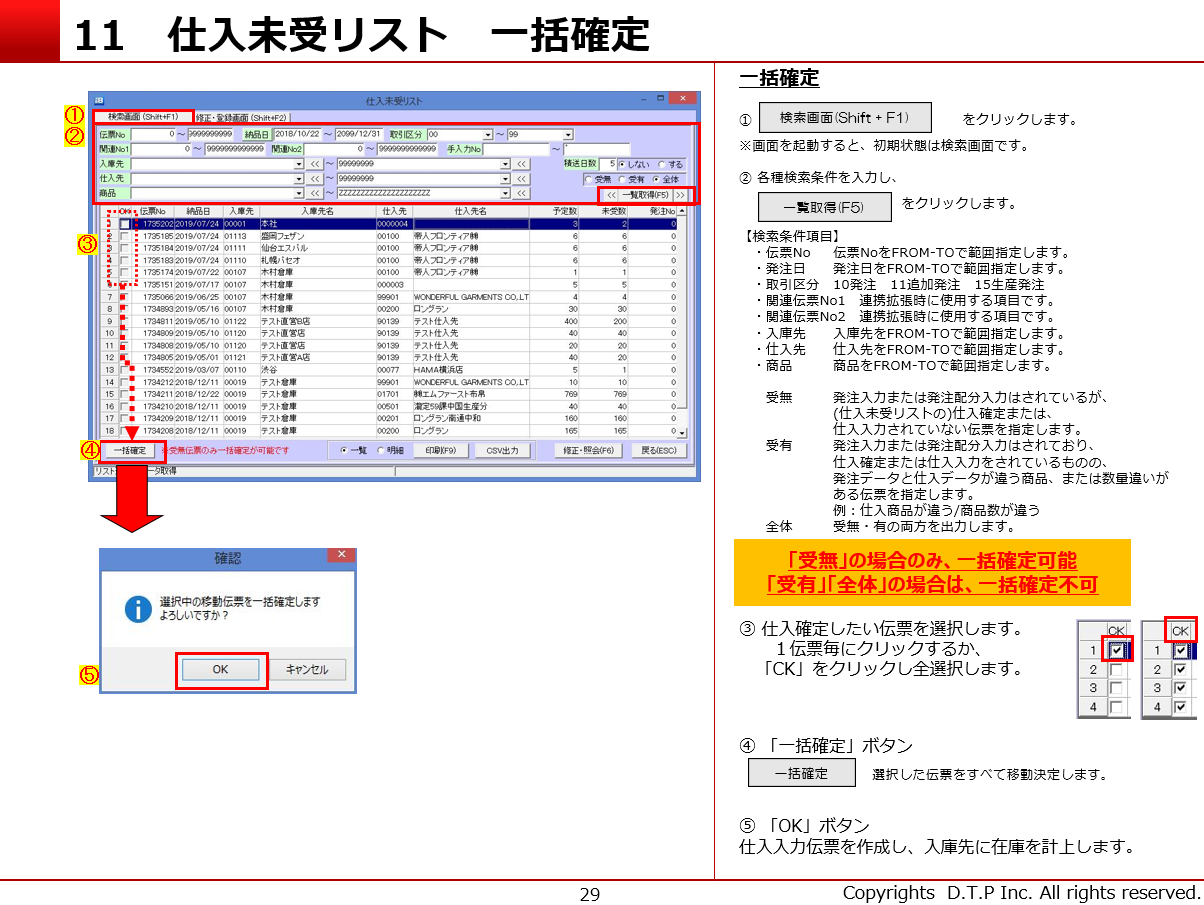 11　仕入未受リスト　一括確定
①
②
③
④
⑤
仕入未受リスト
検索画面 (Shift+F1)　修正・登録画面 (Shift+F2)
伝票No　0　～　9999999999　納品日　2018/10/22　～　2099/12/31　取引区分　00　～　99
関連No1　0　～　9999999999999　関連No2　0　～　9999999999999　手入力No　～
入庫先　<<　～　99999999　<<　積送日数　5　しない　する
仕入先　<<　～　99999999　<<　受無　受有　全体
商品　<<　～　ZZZZZZZZZZZZZZZZZZZZ　<<　<<　一覧取得(F5)　>>
CK　伝票No　納品日　入庫先　入庫先名　仕入先　仕入先名　予定数　未受数　発注No
1　1735202　2019/07/24　00001　本社　0000004　3　2　0
1735185　2019/07/24　01113　盛岡フェザン　00100　帝人フロンティア㈱　6　6　0
1735184　2019/07/24　01111　仙台エスパル　00100　帝人フロンティア㈱　6　6　0
1735183　2019/07/24　01110　札幌パセオ　00100　帝人フロンティア㈱　6　6　0
1735174　2019/07/22　00107　木村倉庫　00100　帝人フロンティア㈱　1　1　0
6　1735151　2019/07/17　00107　木村倉庫　000003　5　5　0
7　1735066　2019/06/25　00107　木村倉庫　99901　WONDERFUL GARMENTS CO,LT　4　4　0
8　1734893　2019/05/16　00107　木村倉庫　00200　ロングラン　30　30　0
9　1734811　2019/05/10　01122　テスト直営B店　90139　テスト仕入先　400　200　0
10　1734809　2019/05/10　01120　テスト直営店　90139　テスト仕入先　40　40　0
11　1734808　2019/05/10　01120　テスト直営店　90139　テスト仕入先　20　20　0
12　1734805　2019/05/01　01121　テスト直営A店　90139　テスト仕入先　40　20　0
13　1734552　2019/03/07　00110　渋谷　00077　HAMA横浜店　5　1　0
14　1734212　2018/12/11　00019　テスト倉庫　99901　WONDERFUL GARMENTS CO,LT　10　10　0
15　1734211　2018/12/22　00019　テスト倉庫　01701　㈱エムファースト布帛　769　769　0
16　1734210　2018/12/11　00019　テスト倉庫　00501　瀧定59課中国生産分　40　40　0
17　1734209　2018/12/11　00019　テスト倉庫　00201　ロングラン南通中和　160　160　0
18　1734208　2018/12/11　00019　テスト倉庫　00200　ロングラン　165　165　0
一括確定　※受無伝票のみ一括確定が可能です　一覧　明細　印刷(F9)　CSV出力　修正・照会(F6)　戻る(ESC)
確認
選択中の移動伝票を一括確定します
よろしいですか？
OK　キャンセル
一括確定
①　検索画面(Shift + F1)　をクリックします。
※画面を起動すると、初期状態は検索画面です。
② 各種検索条件を入力し、
一覧取得(F5)　をクリックします。
【検索条件項目】
・伝票No　伝票NoをFROM-TOで範囲指定します。
・発注日　発注日をFROM-TOで範囲指定します。
・取引区分　10発注　11追加発注　15生産発注
・関連伝票No1　連携拡張時に使用する項目です。
・関連伝票No2　連携拡張時に使用する項目です。
・入庫先　入庫先をFROM-TOで範囲指定します。
・仕入先　仕入先をFROM-TOで範囲指定します。
・商品　商品をFROM-TOで範囲指定します。
受無　発注入力または発注配分入力はされているが、
(仕入未受リストの)仕入確定または、
仕入入力されていない伝票を指定します。
受有　発注入力または発注配分入力はされており、
仕入確定または仕入入力をされているものの、
発注データと仕入データが違う商品、または数量違いが
ある伝票を指定します。
例：仕入商品が違う/商品数が違う
全体　受無・有の両方を出力します。
「受無」の場合のみ、一括確定可能
「受有」「全体」の場合は、一括確定不可
③ 仕入確定したい伝票を選択します。
１伝票毎にクリックするか、
「CK」をクリックし全選択します。
CK
1
2
3
4
CK
1
2
3
4
④ 「一括確定」ボタン
一括確定　選択した伝票をすべて移動決定します。
⑤ 「OK」ボタン
仕入入力伝票を作成し、入庫先に在庫を計上します。
29
Copyrights D.T.P Inc. All rights reserved.